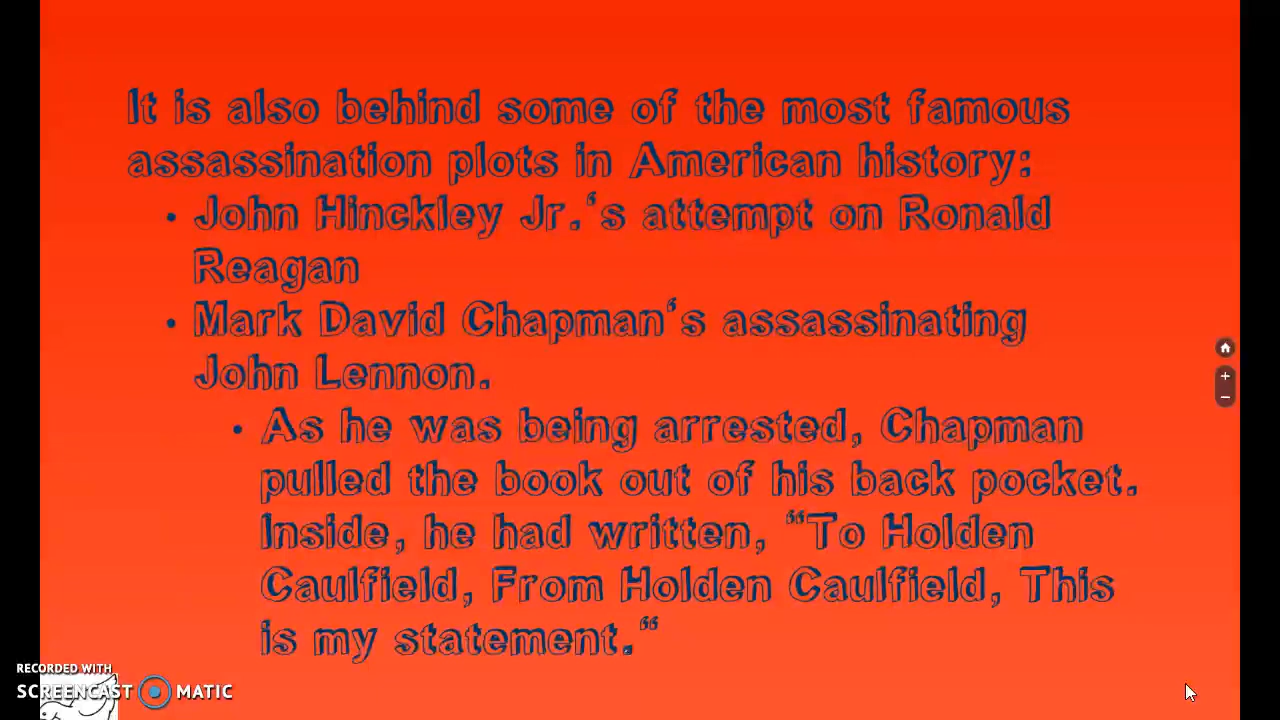 It is also behind some of the most famous
assassination plots in American history:
• John Hinckley Jr.‘s attempt on Ronald
Reagan
• Mark David Chapman‘s assassinating
John Lennon.
• As he was being arrested, Chapman
pulled the book out of his back pocket.
Inside, he had written, “To Holden
Caulfield, From Holden Caulfield, This
is my statement.“
RECORDED WITH
SCREENCAST MATIC